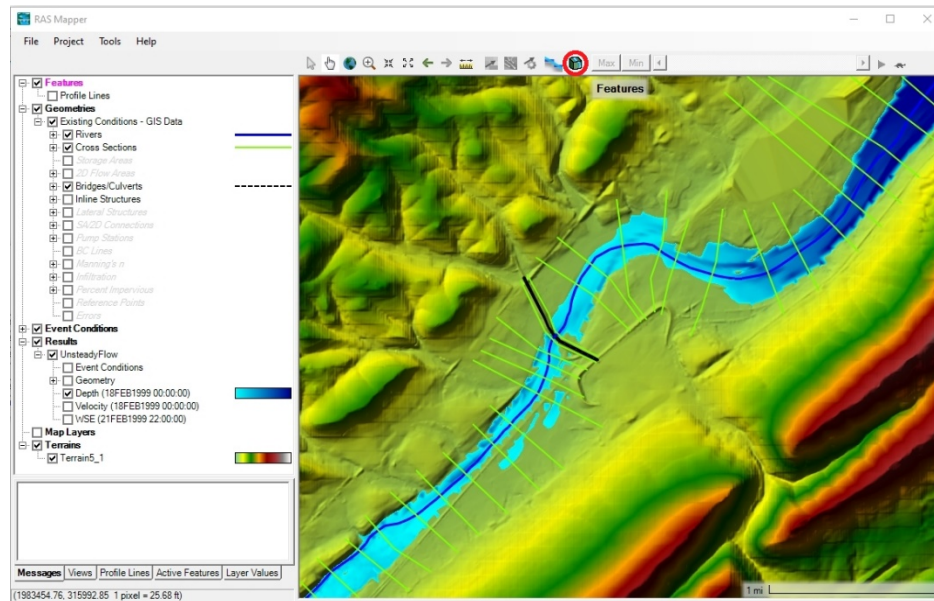 RAS Mapper
File Project Tools Help
Max Min
Features
Profile Lines
Geometries
Existing Conditions - GIS Data
Rivers
Cross Sections
Storage Areas
2D Flow Areas
Bridges/Culverts
Inline Structures
Lateral Structures
SA/2D Connections
Pump Stations
BC Lines
Manning's n
Infiltration
Percent Impervious
Reference Points
Errors
Event Conditions
Results
UnsteadyFlow
Event Conditions
Geometry
Depth (18FEB1999 00:00:00)
Velocity (18FEB1999 00:00:00)
WSE (21FEB1999 22:00:00)
Map Layers
Terrains
Terrain5_1
Features
1 mi
Messages Views Profile Lines Active Features Layer Values
(1983454.76, 315992.85 1 pixel = 25.68 ft)